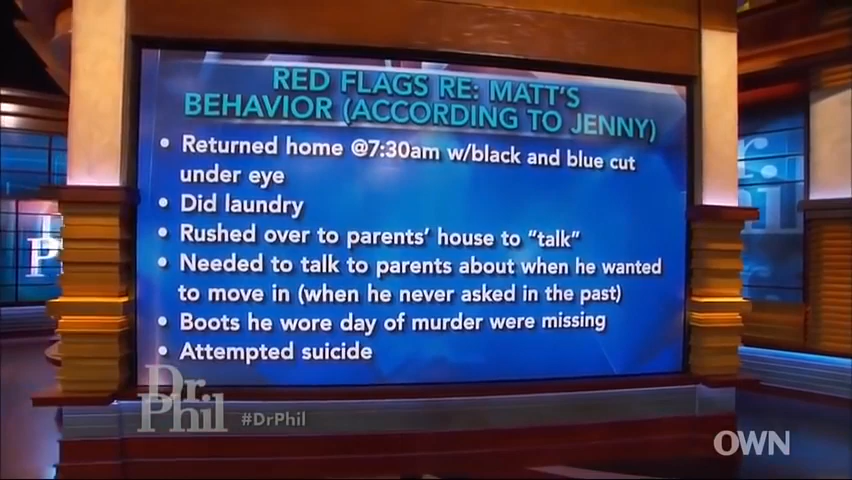 RED FLAGS RE: MATT'S
BEHAVIOR (ACCORDING TO JENNY)
• Returned home @7:30am w/black and blue cut
under eye
• Did laundry
• Rushed over to parents' house to "talk"
• Needed to talk to parents about when he wanted
to move in (when he never asked in the past)
• Boots he wore day of murder were missing
• Attempted suicide
Dr.
Phil
#DrPhil
OWN
r.
Phil
P